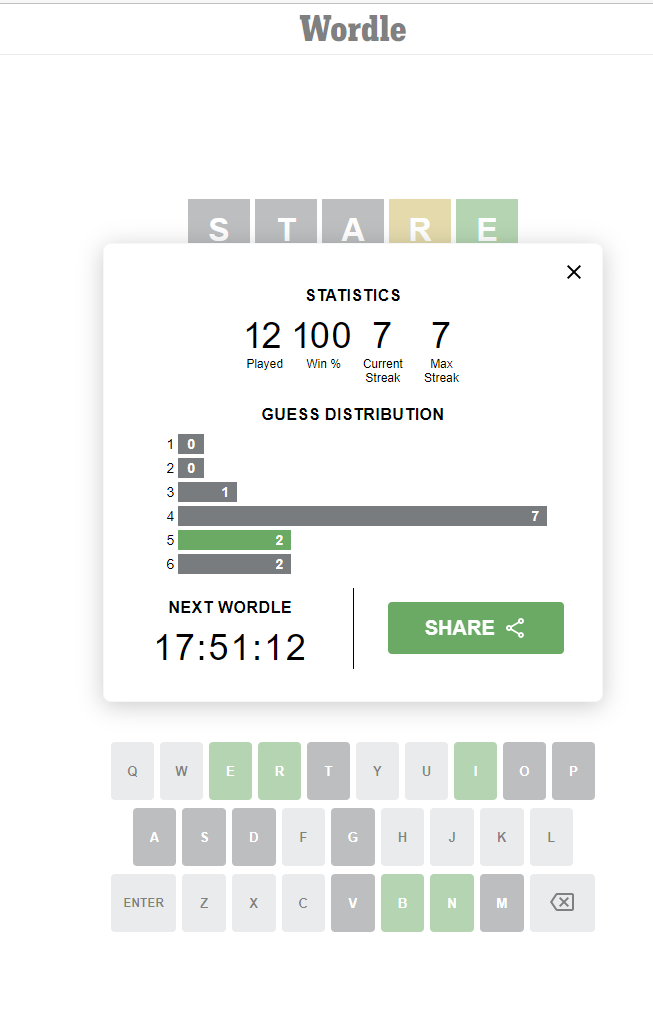 Wordle
S T A R E
STATISTICS
12 100 7 7
Played Win % Current Streak Max Streak
GUESS DISTRIBUTION
1 0
2 0
3 1
4 7
5 2
6 2
NEXT WORDLE
17:51:12
SHARE
Q W E R T Y U I O P
A S D F G H J K L
ENTER Z X C V B N M